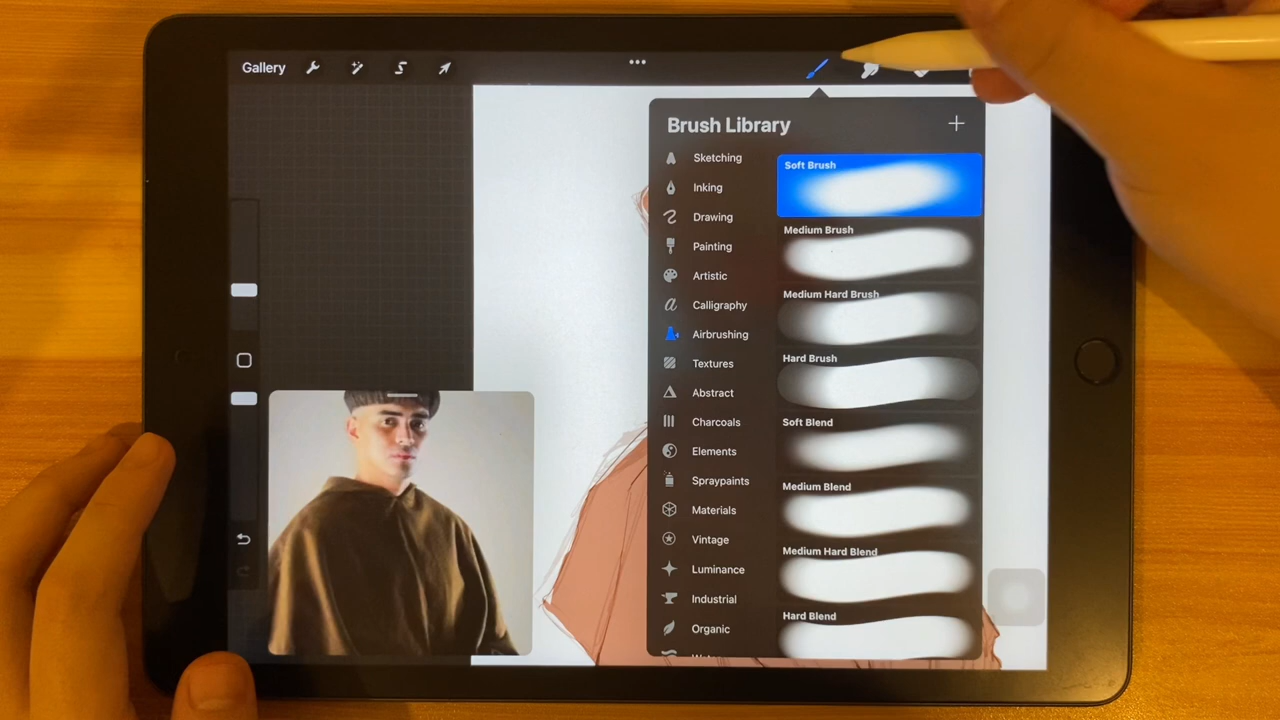 Gallery
Brush Library
Sketching
Inking
Drawing
Painting
Artistic
Calligraphy
Airbrushing
Textures
Abstract
Charcoals
Elements
Spraypaints
Materials
Vintage
Luminance
Industrial
Organic
Soft Brush
Medium Brush
Medium Hard Brush
Hard Brush
Soft Blend
Medium Blend
Medium Hard Blend
Hard Blend